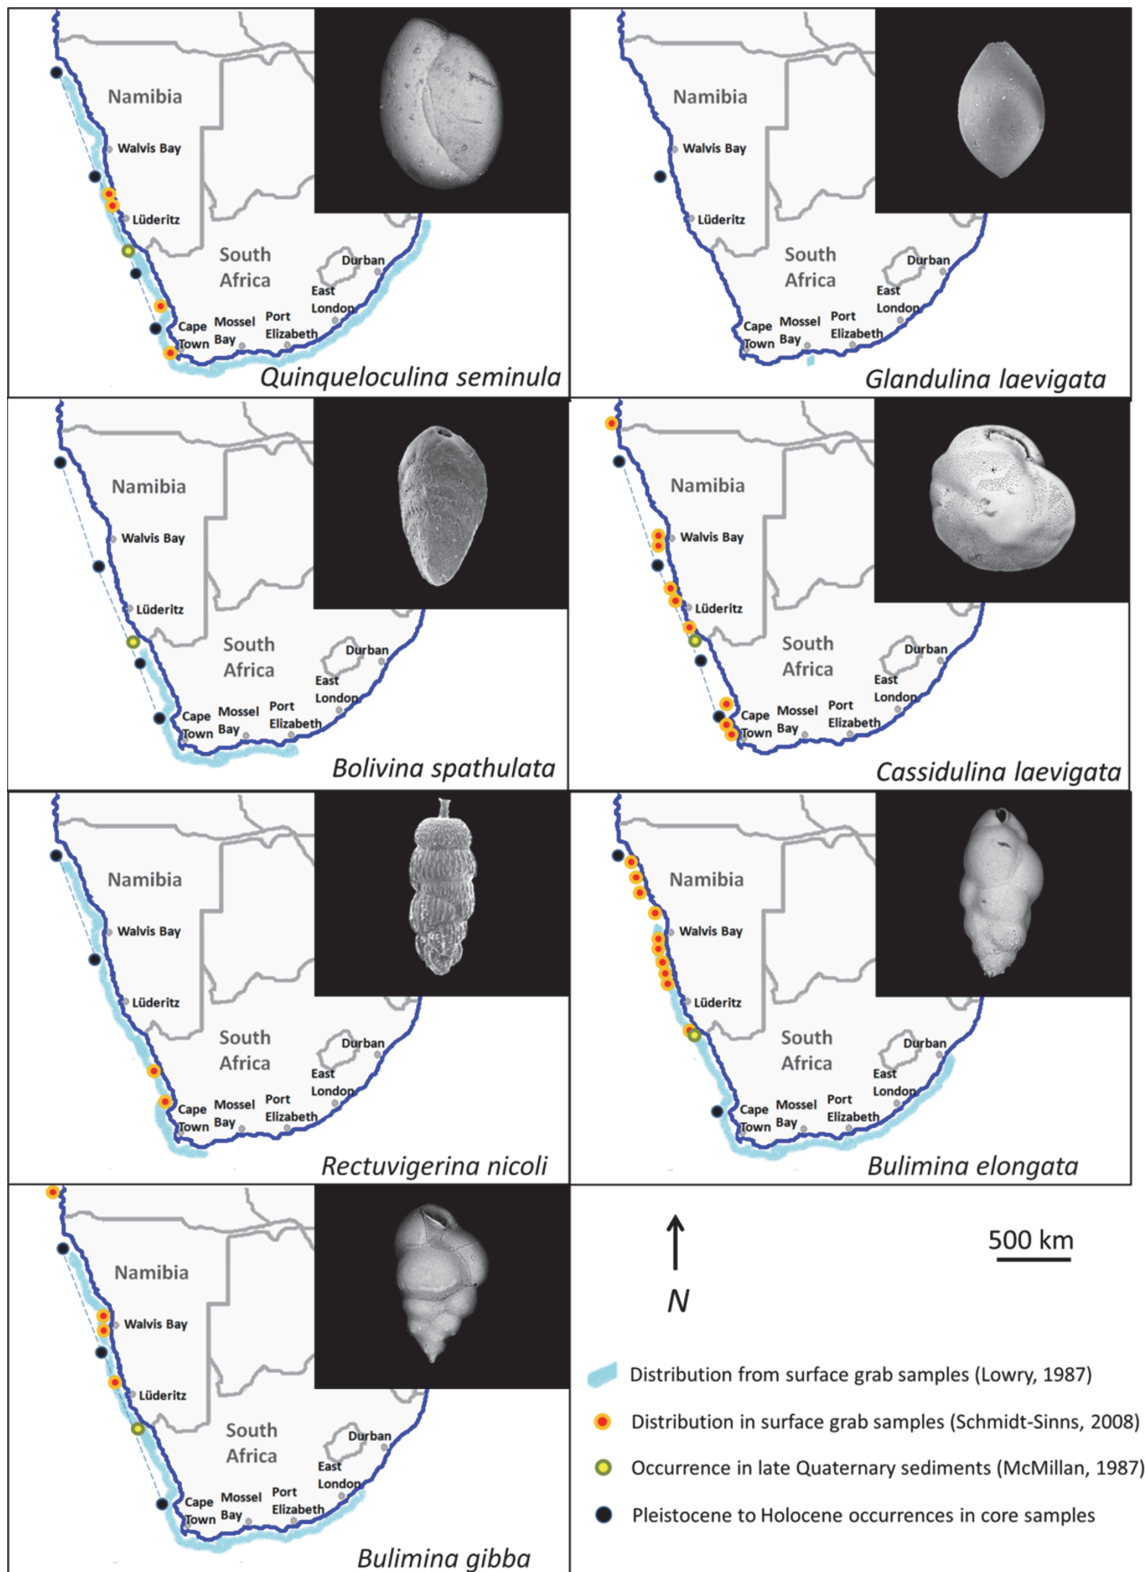 Namibia
Walvis Bay
Lüderitz
South
Africa
Durban
East
London
Cape
Town
Mossel
Bay
Port
Elizabeth
Quinqueloculina seminula
Namibia
Walvis Bay
Lüderitz
South
Africa
Durban
East
London
Cape
Town
Mossel
Bay
Port
Elizabeth
Glandulina laevigata
Namibia
Walvis Bay
Lüderitz
South
Africa
Durban
East
London
Cape
Town
Mossel
Bay
Port
Elizabeth
Bolivina spathulata
Namibia
Walvis Bay
Lüderitz
South
Africa
Durban
East
London
Cape
Town
Mossel
Bay
Port
Elizabeth
Cassidulina laevigata
Namibia
Walvis Bay
Lüderitz
South
Africa
Durban
East
London
Cape
Town
Mossel
Bay
Port
Elizabeth
Rectuvigerina nicoli
Namibia
Walvis Bay
Lüderitz
South
Africa
Durban
East
London
Cape
Town
Mossel
Bay
Port
Elizabeth
Bulimina elongata
Namibia
Walvis Bay
Lüderitz
South
Africa
Durban
East
London
Cape
Town
Mossel
Bay
Port
Elizabeth
Bulimina gibba
N
500 km
Distribution from surface grab samples (Lowry, 1987)
Distribution in surface grab samples (Schmidt-Sinns, 2008)
Occurrence in late Quaternary sediments (McMillan, 1987)
Pleistocene to Holocene occurrences in core samples